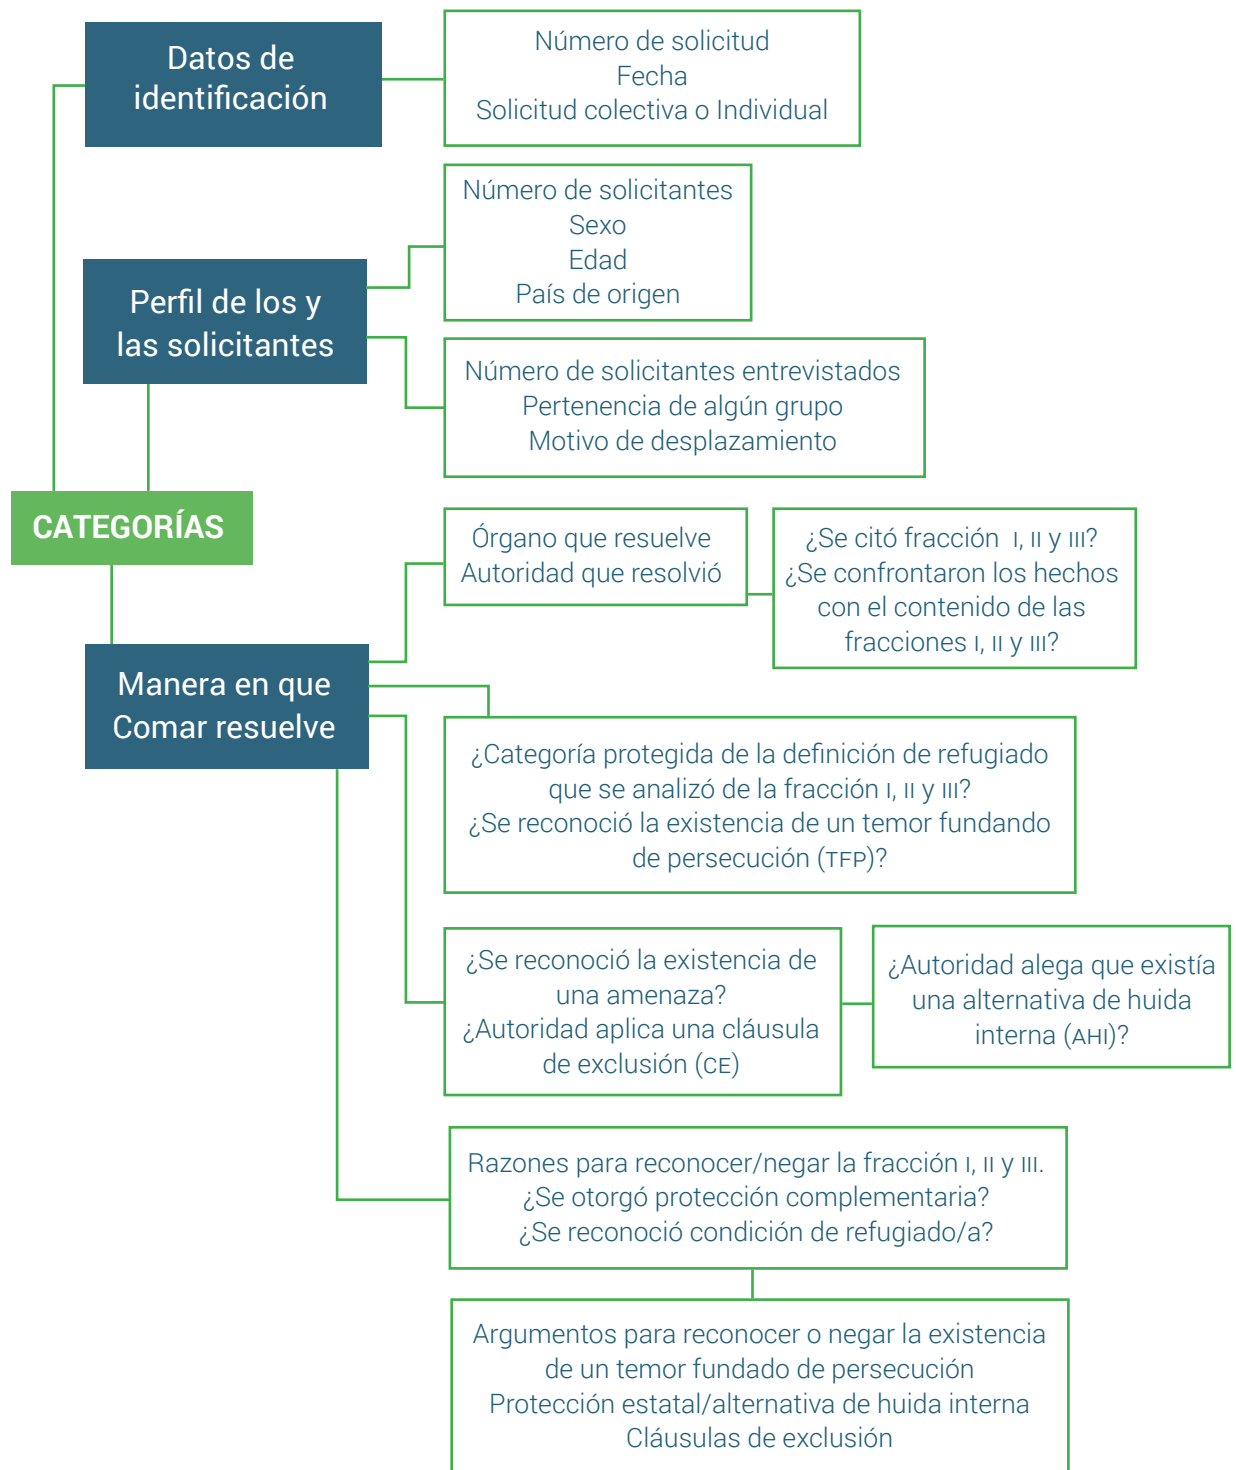 Datos de
identificación
Número de solicitud
Fecha
Solicitud colectiva o Individual
Perfil de los y
las solicitantes
Número de solicitantes
Sexo
Edad
País de origen
Número de solicitantes entrevistados
Pertenencia de algún grupo
Motivo de desplazamiento
CATEGORÍAS
Manera en que
Comar resuelve
Órgano que resuelve
Autoridad que resolvió
¿Se citó fracción I, II y III?
¿Se confrontaron los hechos
con el contenido de las
fracciones I, II y III?
¿Categoría protegida de la definición de refugiado
que se analizó de la fracción I, II y III?
¿Se reconoció la existencia de un temor fundando
de persecución (TFP)?
¿Se reconoció la existencia de
una amenaza?
¿Autoridad aplica una cláusula
de exclusión (CE)
¿Autoridad alega que existía
una alternativa de huida
interna (AHI)?
Razones para reconocer/negar la fracción I, II y III.
¿Se otorgó protección complementaria?
¿Se reconoció condición de refugiado/a?
Argumentos para reconocer o negar la existencia
de un temor fundado de persecución
Protección estatal/alternativa de huida interna
Cláusulas de exclusión